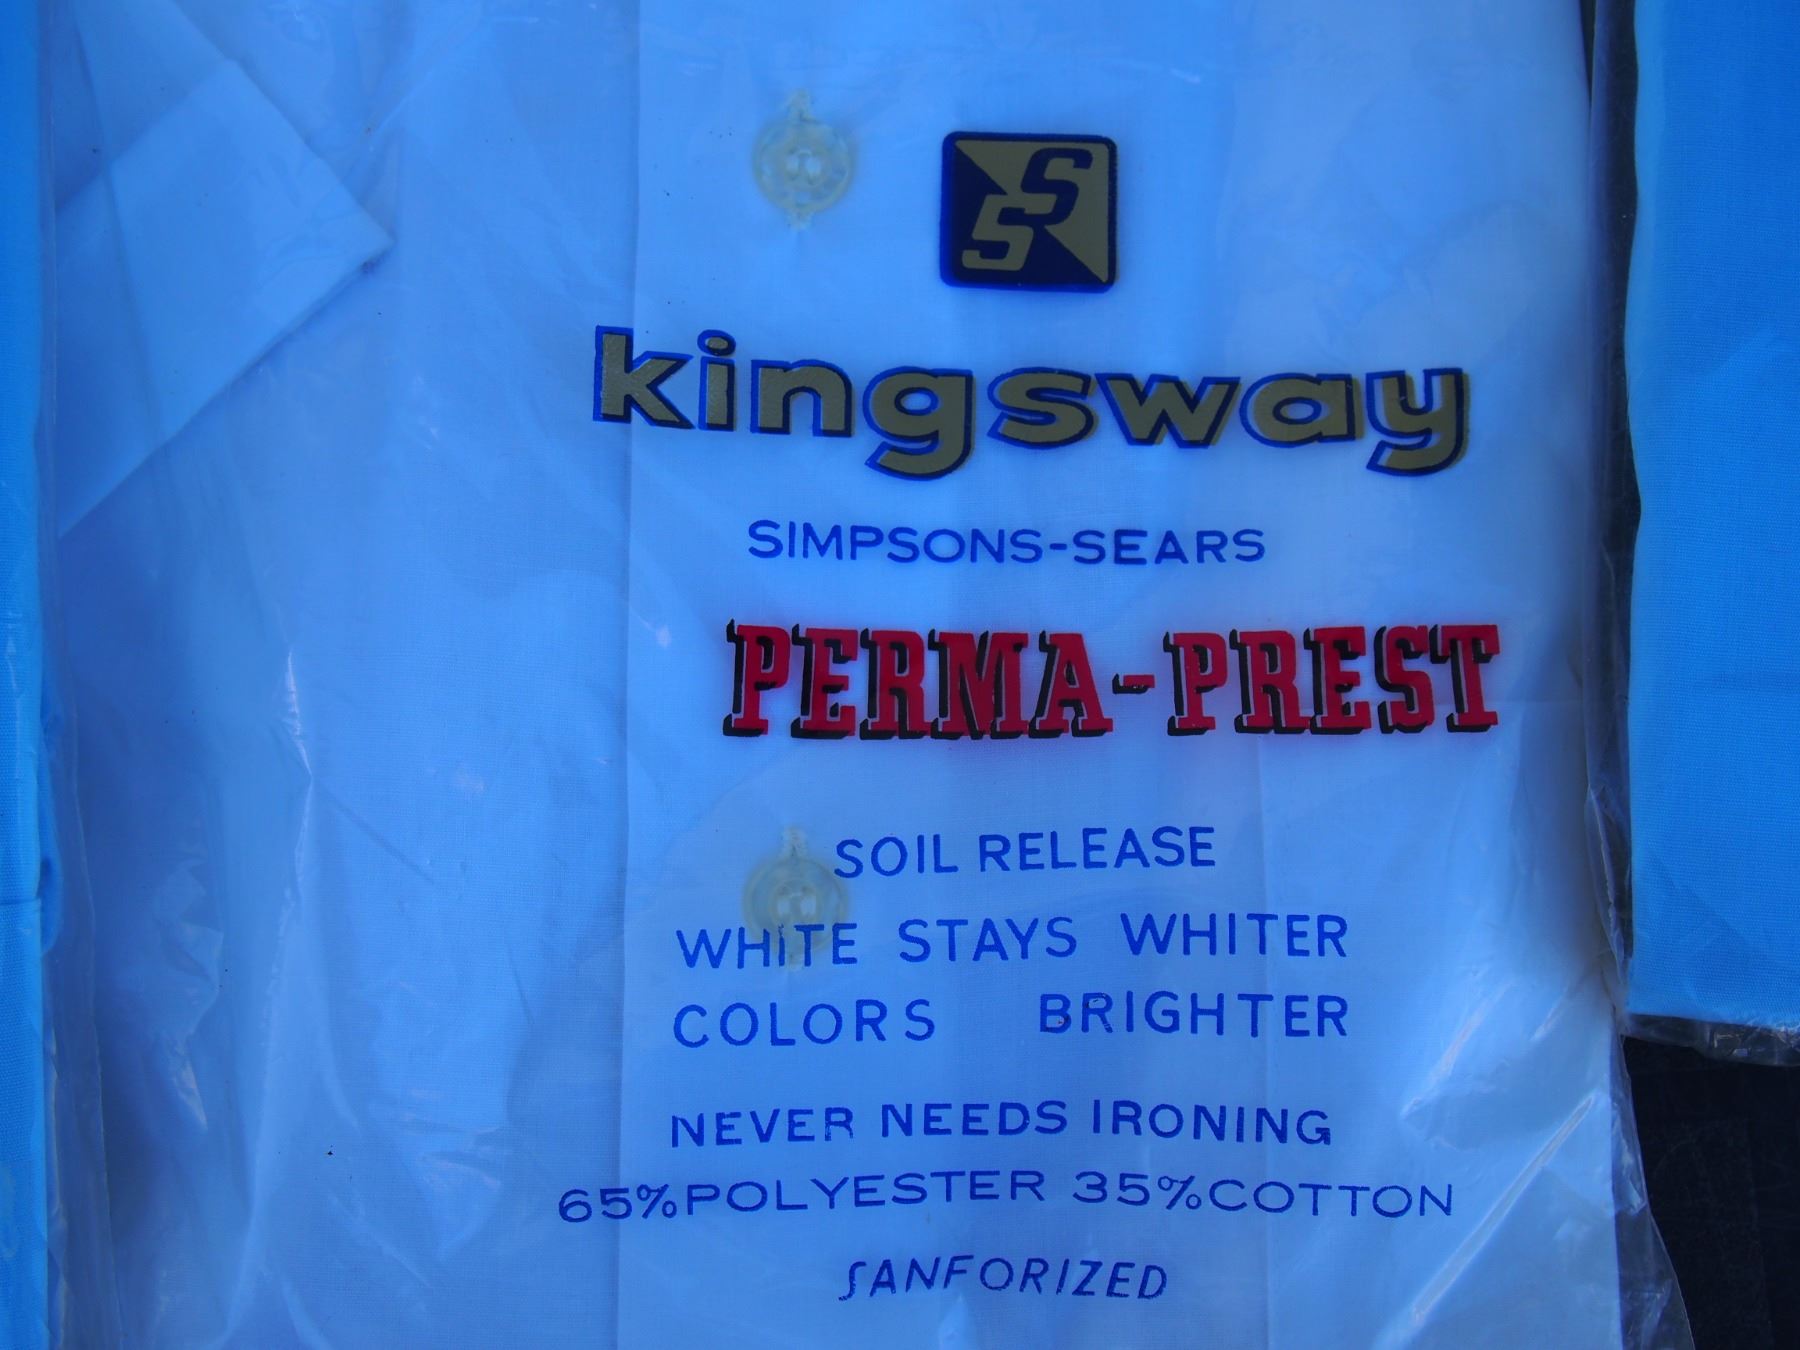 SS
kingsway
SIMPSONS-SEARS
PERMA-PREST
SOIL RELEASE
WHITE STAYS WHITER
COLORS BRIGHTER
NEVER NEEDS IRONING
65% POLYESTER 35% COTTON
SANFORIZED